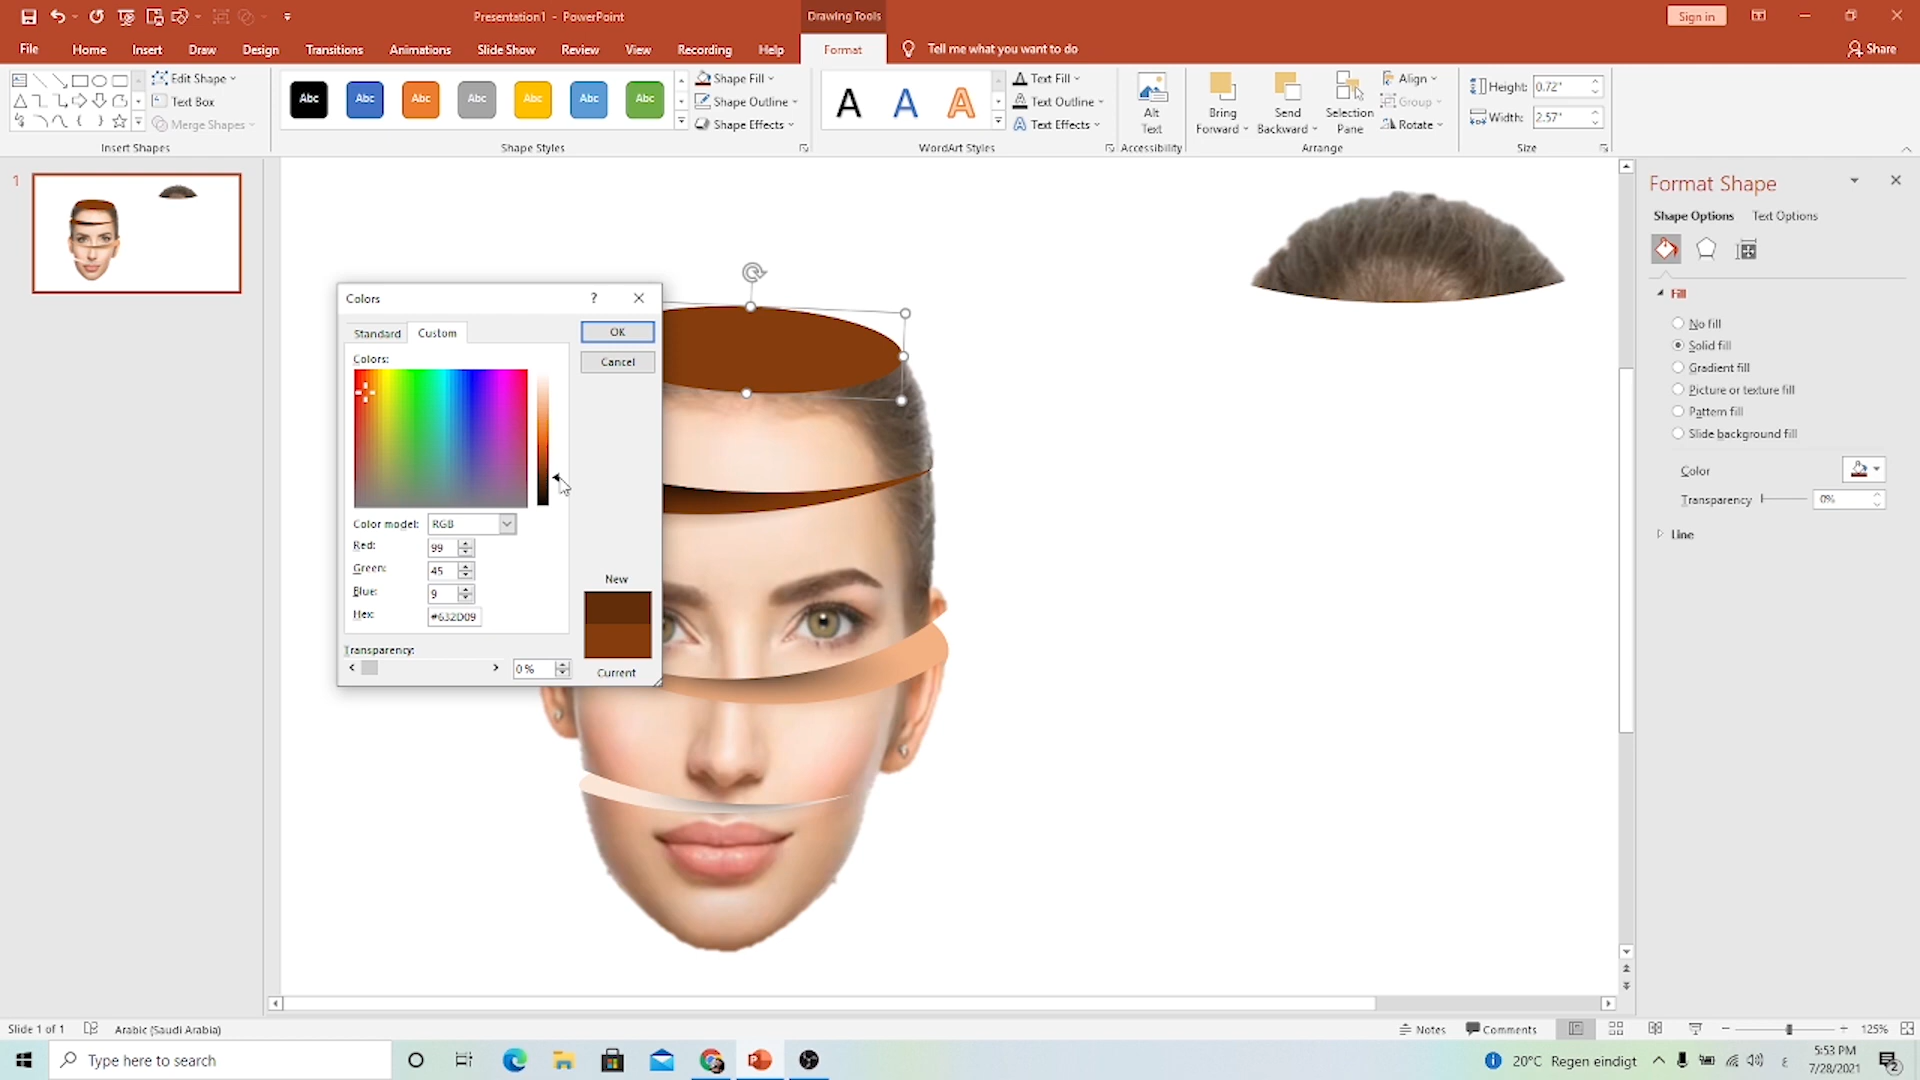 Presentation1 - PowerPoint
Drawing Tools
Sign in
File Home Insert Draw Design Transitions Animations Slide Show Review View Recording Help Format Tell me what you want to do Share
Edit Shape
Text Box
Merge Shapes
Insert Shapes
Abc Abc Abc Abc Abc Abc Abc
Shape Fill
Shape Outline
Shape Effects
Shape Styles
A A A
Text Fill
Text Outline
Text Effects
WordArt Styles
Alt Text
Accessibility
Bring Forward
Send Backward
Selection Pane
Align
Group
Rotate
Arrange
Height: 0.72"
Width: 2.57"
Size
1
Colors
?
Standard Custom
OK
Cancel
Colors:
Color model: RGB
Red: 99
Green: 45
Blue: 9
Hex: #632D09
New
Current
Transparency:
0 %
Format Shape
Shape Options Text Options
Fill
No fill
Solid fill
Gradient fill
Picture or texture fill
Pattern fill
Slide background fill
Color
Transparency 0%
Line
Slide 1 of 1 Arabic (Saudi Arabia) Notes Comments 125%
Type here to search
20°C Regen eindigt
ع
5:53 PM
7/28/2021
2